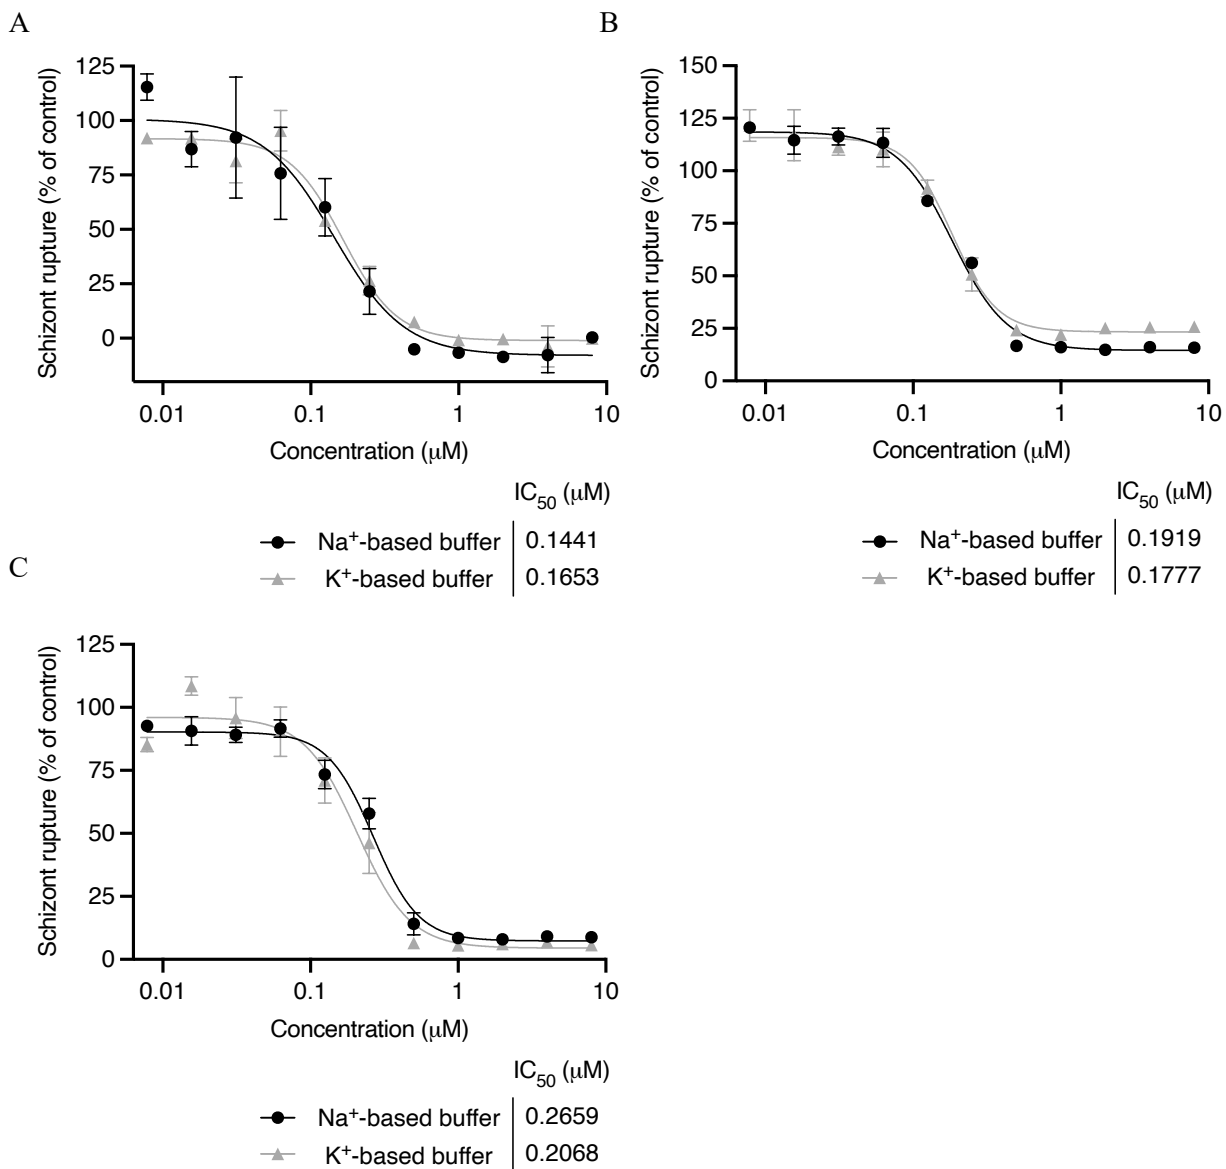 A
Schizont rupture (% of control)
125
100
75
50
25
0
0.01 0.1 1 10
Concentration (μM)
IC50 (μM)
Na+-based buffer 0.1441
K+-based buffer 0.1653
B
Schizont rupture (% of control)
150
125
100
75
50
25
0
0.01 0.1 1 10
Concentration (μM)
IC50 (μM)
Na+-based buffer 0.1919
K+-based buffer 0.1777
C
Schizont rupture (% of control)
125
100
75
50
25
0
0.01 0.1 1 10
Concentration (μM)
IC50 (μM)
Na+-based buffer 0.2659
K+-based buffer 0.2068